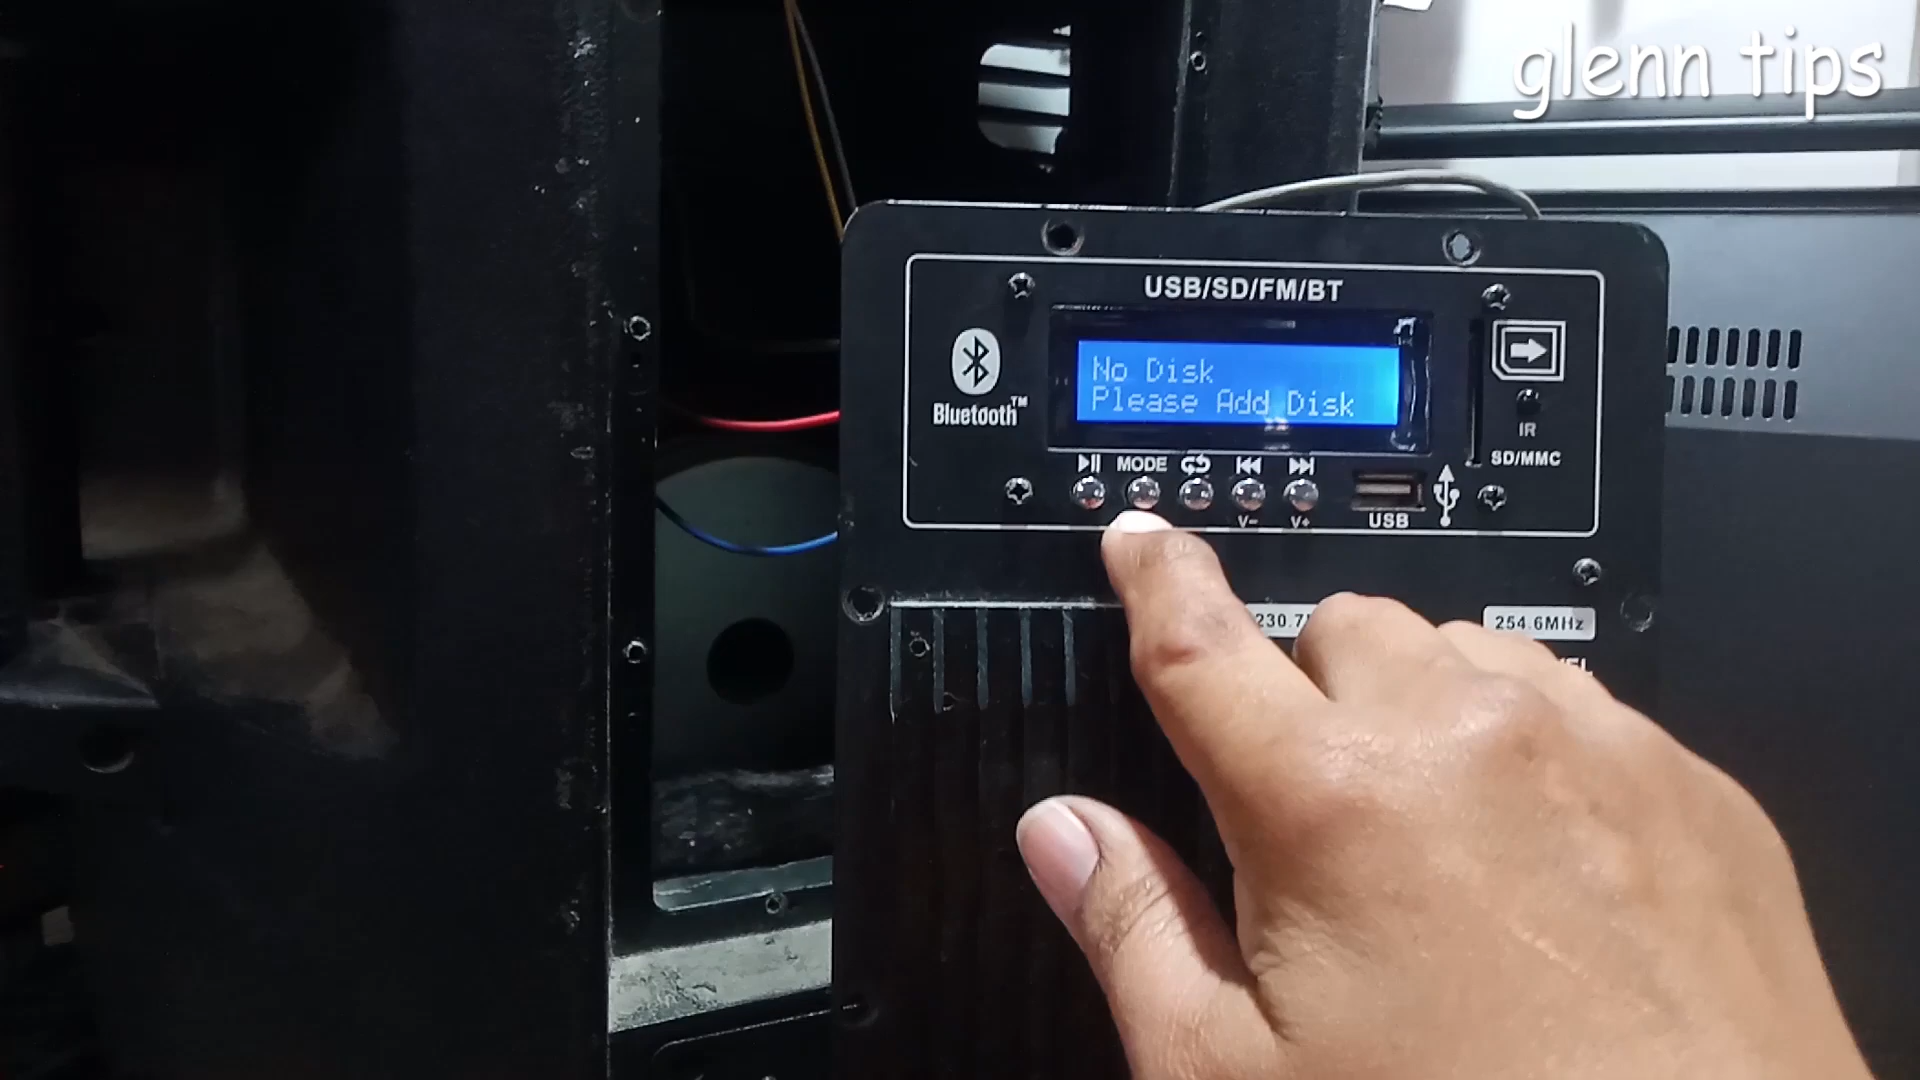 glenn tips
USB/SD/FM/BT
No Disk
Please Add Disk
Bluetooth™
IR
SD/MMC
MODE
V-
V+
USB
254.6MHz